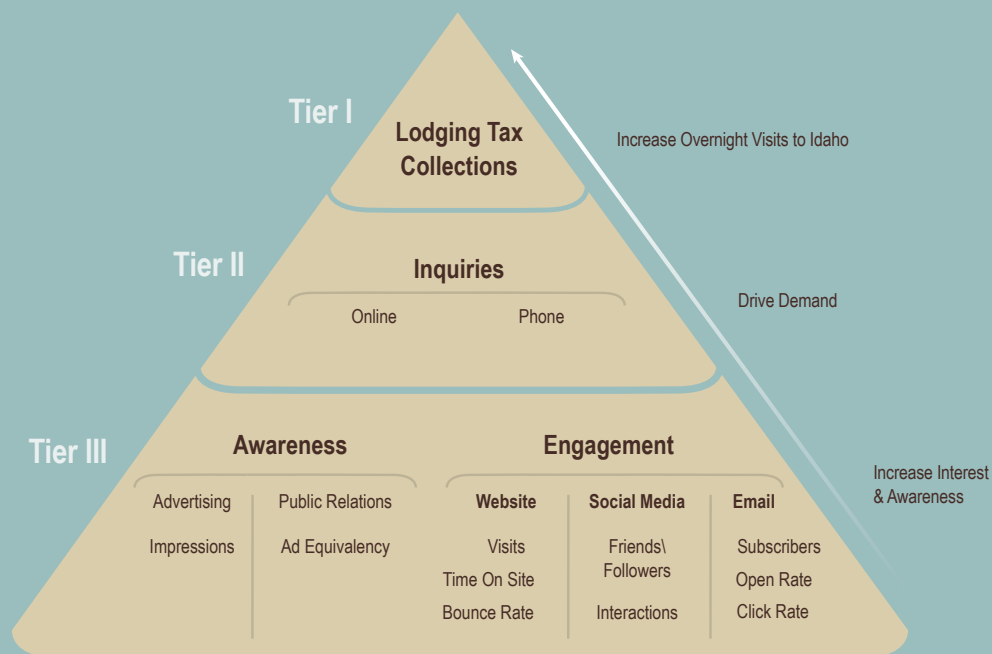 Tier I
Lodging Tax
Collections
Increase Overnight Visits to Idaho
Tier II
Inquiries
Online
Phone
Drive Demand
Tier III
Awareness
Advertising
Public Relations
Impressions
Ad Equivalency
Engagement
Website
Social Media
Email
Visits
Friends\
Followers
Subscribers
Time On Site
Open Rate
Bounce Rate
Interactions
Click Rate
Increase Interest
& Awareness